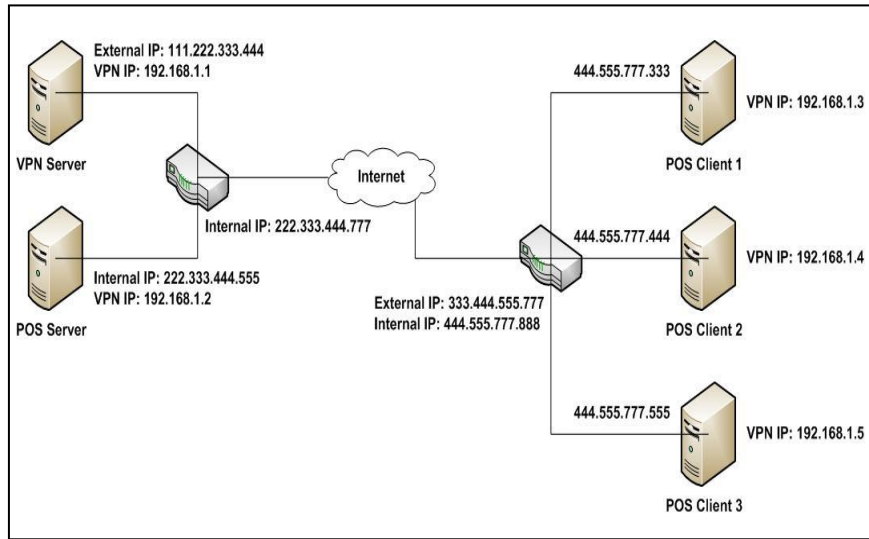 External IP: 111.222.333.444
VPN IP: 192.168.1.1
VPN Server
Internet
Internal IP: 222.333.444.777
Internal IP: 222.333.444.555
VPN IP: 192.168.1.2
POS Server
External IP: 333.444.555.777
Internal IP: 444.555.777.888
444.555.777.333
VPN IP: 192.168.1.3
POS Client 1
444.555.777.444
VPN IP: 192.168.1.4
POS Client 2
444.555.777.555
VPN IP: 192.168.1.5
POS Client 3